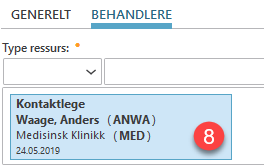 GENERELT BEHANDLERE
Type ressurs: *
Kontaktlege
Waage, Anders (ANWA)
Medisinsk Klinikk (MED)
24.05.2019
8